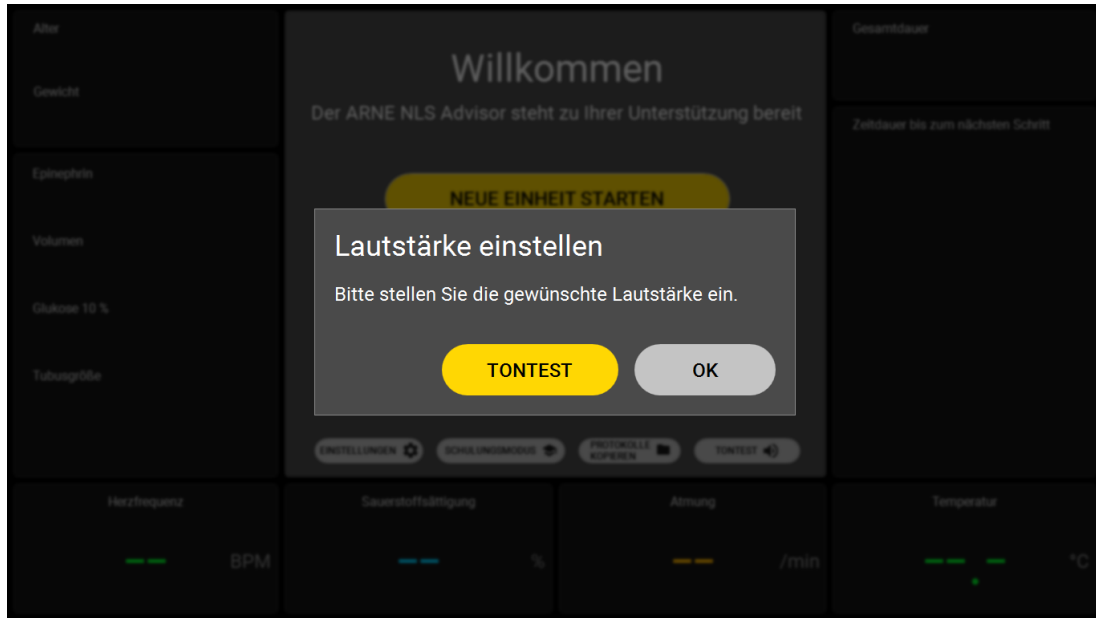 Alter
Gewicht
Epinephrin
Volumen
Glukose 10 %
Tubusgröße
Willkommen
Der ARNE NLS Advisor steht zu Ihrer Unterstützung bereit
NEUE EINHEIT STARTEN
Lautstärke einstellen
Bitte stellen Sie die gewünschte Lautstärke ein.
TONTEST
OK
EINSTELLUNGEN
SCHULUNGSMODUS
PROTOKOLLE
KOPIEREN
TONTEST
Gesamtdauer
Zeitdauer bis zum nächsten Schritt
Herzfrequenz
-- BPM
Sauerstoffsättigung
-- %
Atmung
-- /min
Temperatur
--.- °C